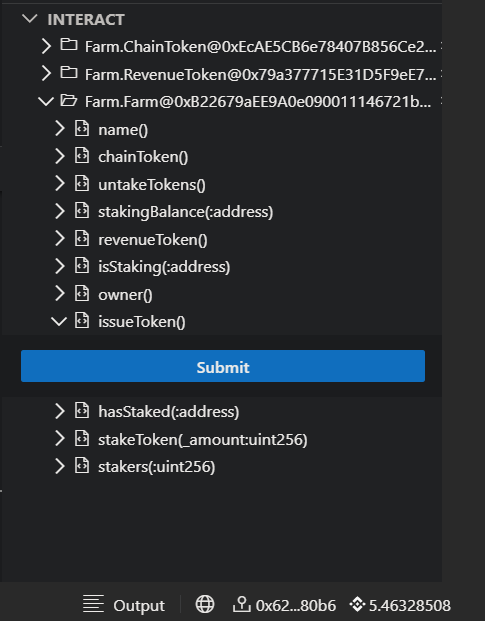 INTERACT
Farm.ChainToken@0xEcAE5CB6e78407B856Ce2...
Farm.RevenueToken@0x79a377715E31D5F9eE7...
Farm.Farm@0xB22679aEE9A0e090011146721b...
name()
chainToken()
untakeTokens()
stakingBalance(:address)
revenueToken()
isStaking(:address)
owner()
issueToken()
Submit
hasStaked(:address)
stakeToken(_amount:uint256)
stakers(:uint256)
Output 0x62...80b6 5.46328508